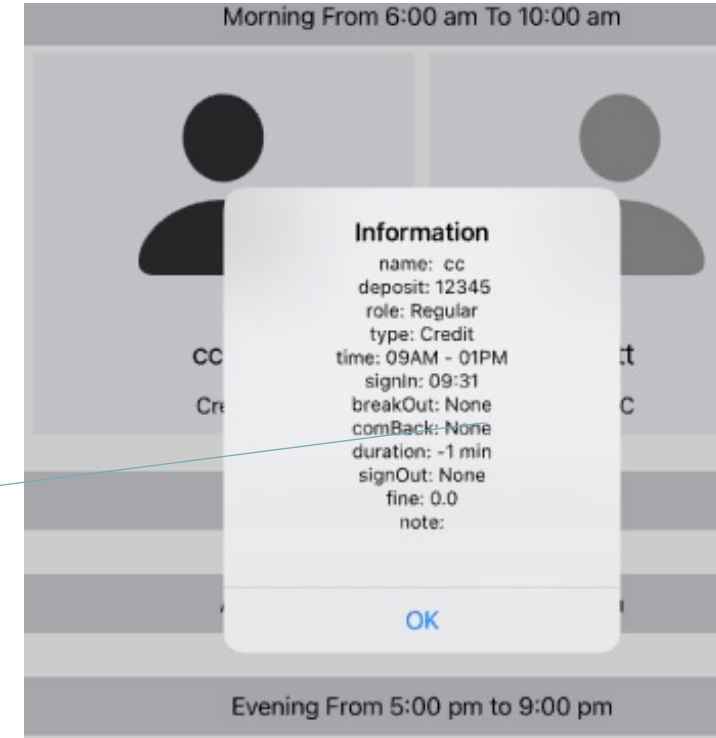 Morning From 6:00 am To 10:00 am
Information
name: cc
deposit: 12345
role: Regular
type: Credit
time: 09AM - 01PM
signIn: 09:31
breakOut: None
comBack: None
duration: -1 min
signOut: None
fine: 0.0
note:
OK
cc
Evening From 5:00 pm to 9:00 pm